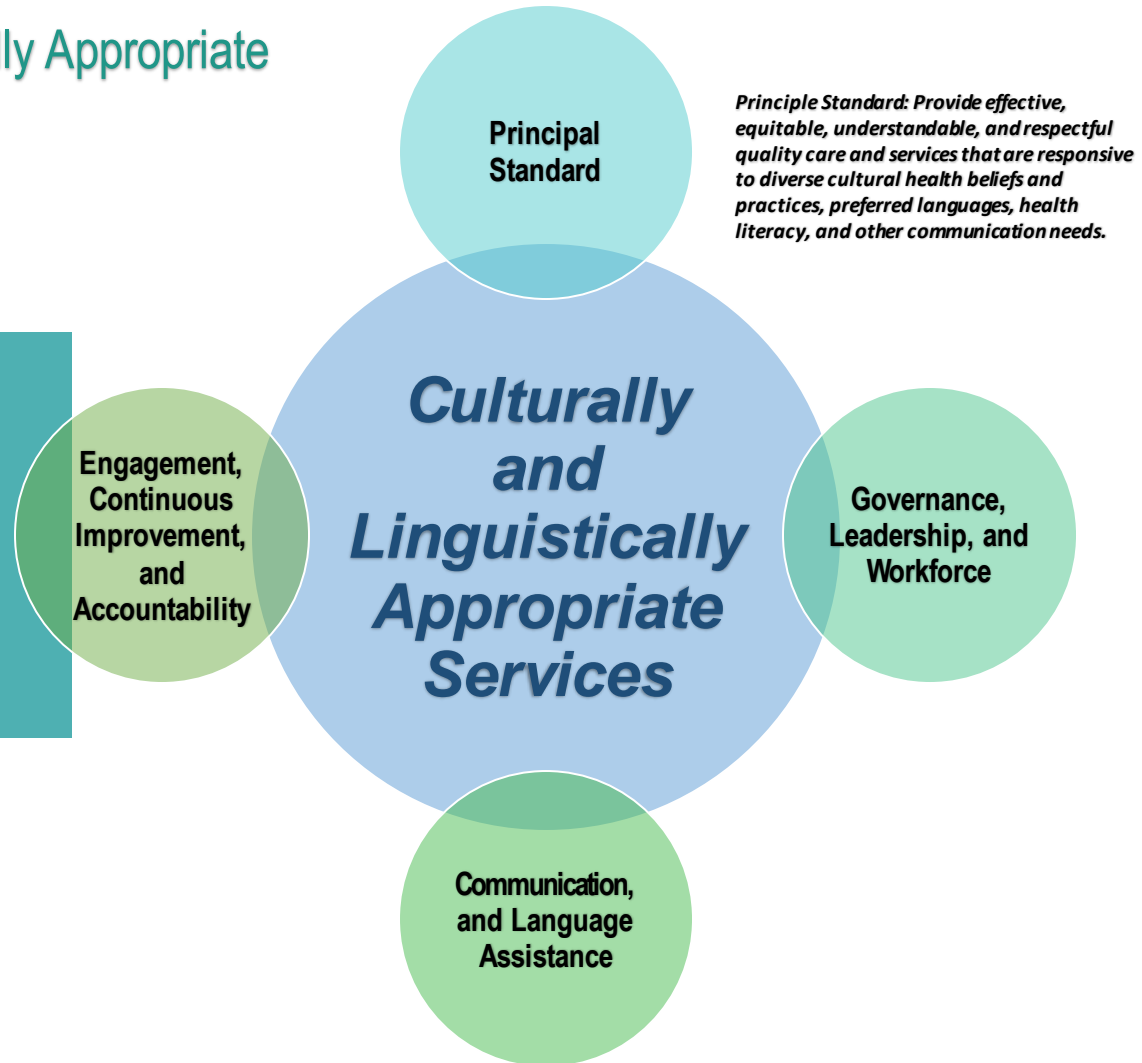 lly Appropriate
Principal
Standard
Principle Standard: Provide effective,
equitable, understandable, and respectful
quality care and services that are responsive
to diverse cultural health beliefs and
practices, preferred languages, health
literacy, and other communication needs.
Culturally
and
Linguistically
Appropriate
Services
Engagement,
Continuous
Improvement,
and
Accountability
Governance,
Leadership, and
Workforce
Communication,
and Language
Assistance